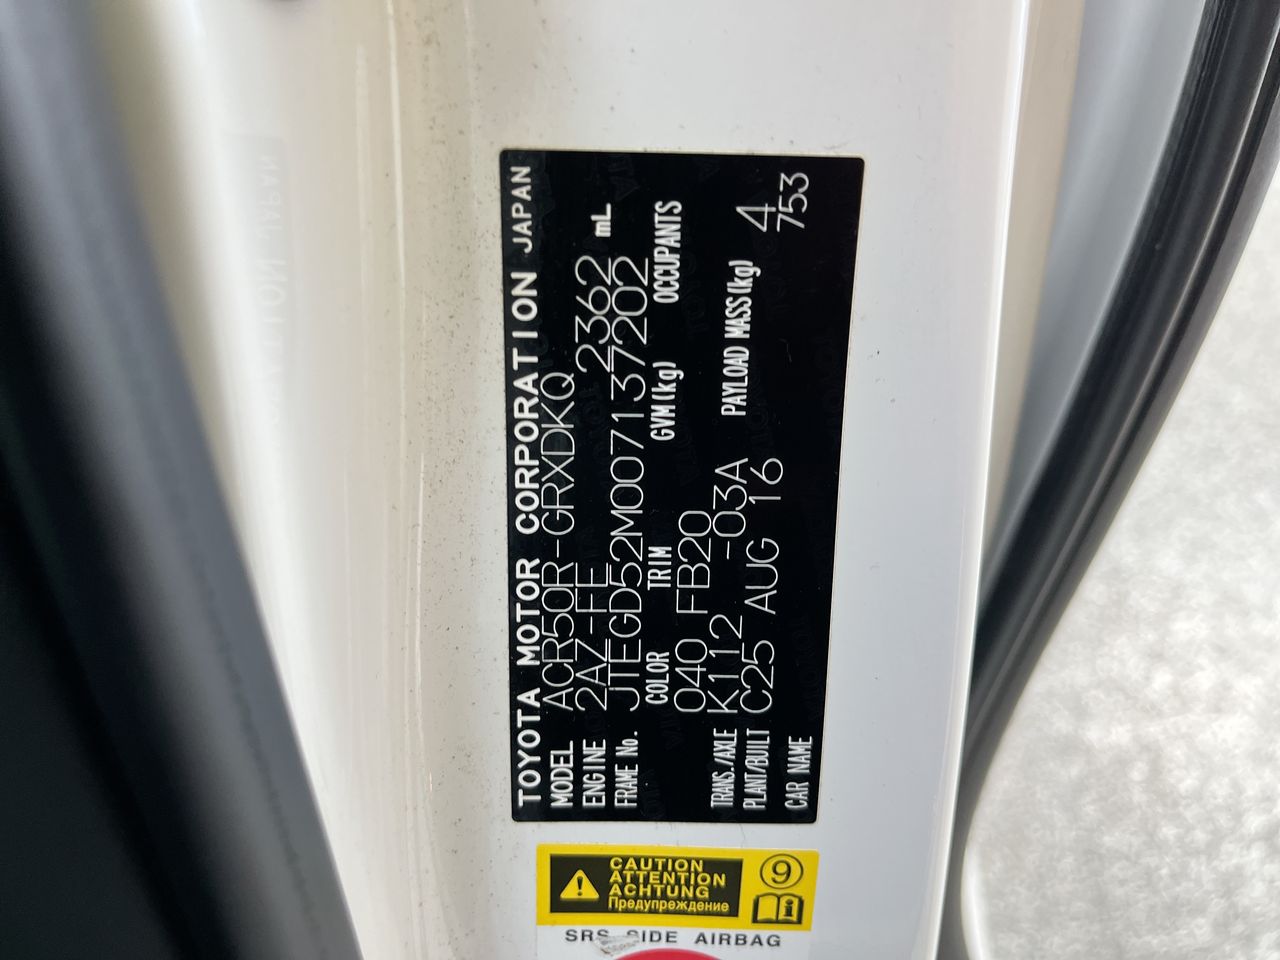 TOYOTA MOTOR CORPORATION JAPAN
MODEL ACR50R-GRXDKQ
ENGINE 2AZ-FE 2362 mL
FRAME No. JTEGD52M007137202
COLOR TRIM GVM(kg) OCCUPANTS
040 FB20
TRANS./AXLE K112 -03A PAYLOAD MASS(kg) 4
PLANT/BUILT C25 AUG 16 753
CAR NAME
CAUTION
ATTENTION
ACHTUNG
Предупреждение
9
i
SRS SIDE AIRBAG